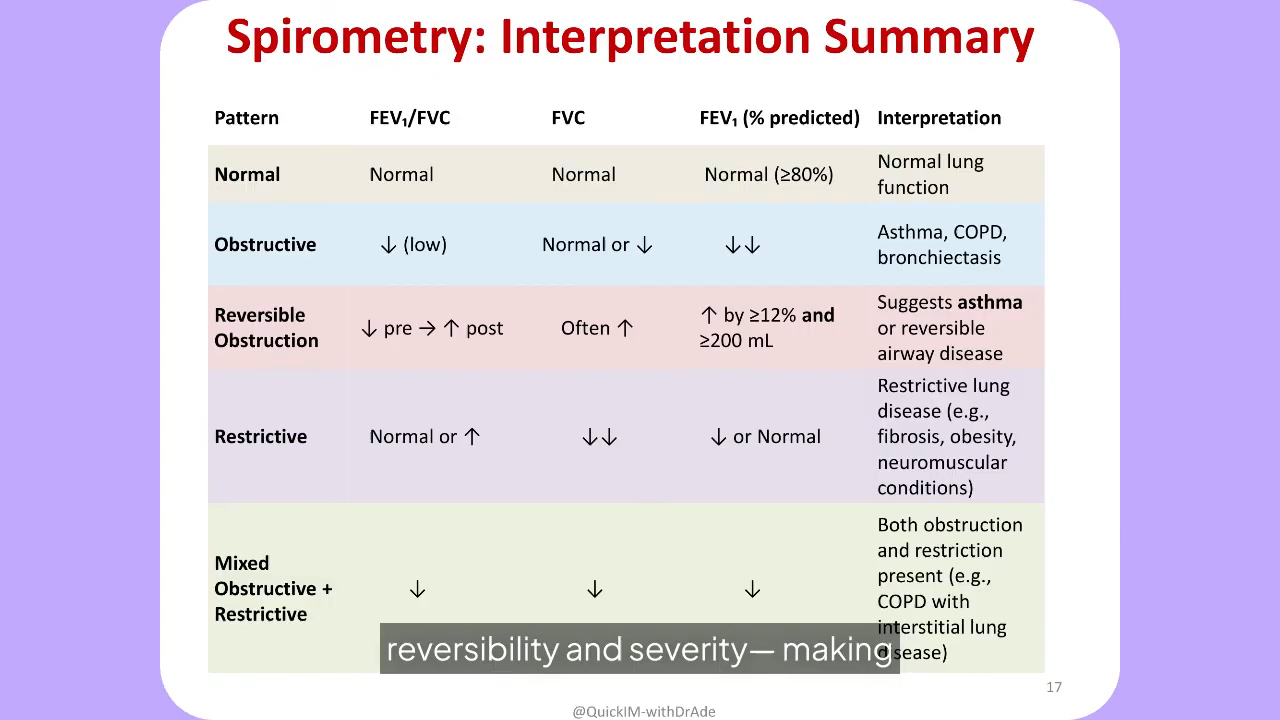 Spirometry: Interpretation Summary
Pattern FEV₁/FVC FVC FEV₁ (% predicted) Interpretation
Normal Normal Normal Normal (≥80%) Normal lung
function
Obstructive ↓ (low) Normal or ↓ ↓↓ Asthma, COPD,
bronchiectasis
Reversible
Obstruction ↓ pre → ↑ post Often ↑ ↑ by ≥12% and
≥200 mL Suggests asthma
or reversible
airway disease
Restrictive Normal or ↑ ↓↓ ↓ or Normal Restrictive lung
disease (e.g.,
fibrosis, obesity,
neuromuscular
conditions)
Mixed
Obstructive +
Restrictive ↓ ↓ ↓ Both obstruction
and restriction
present (e.g.,
COPD with
interstitial lung
disease)
reversibility and severity— making
17
@QuickIM-withDrAde